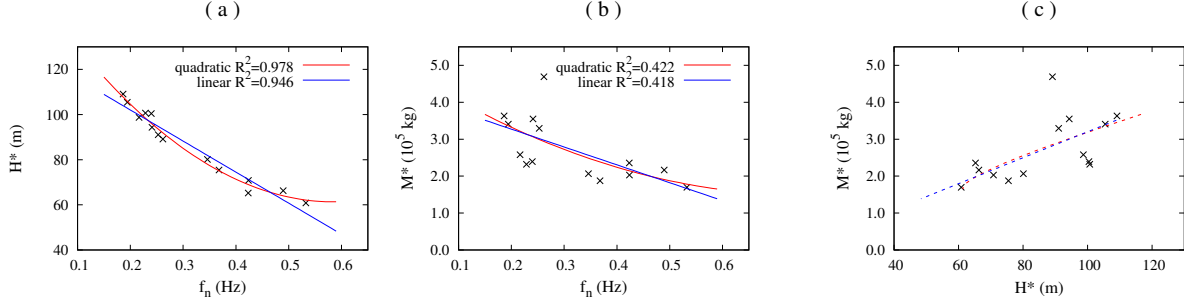 ( a )
120
100
80
60
40
H* (m)
0.1 0.2 0.3 0.4 0.5 0.6
f_n (Hz)
quadratic R²=0.978
linear R²=0.946
( b )
5.0
4.0
3.0
2.0
1.0
0.0
M* (10⁵ kg)
0.1 0.2 0.3 0.4 0.5 0.6
f_n (Hz)
quadratic R²=0.422
linear R²=0.418
( c )
5.0
4.0
3.0
2.0
1.0
0.0
M* (10⁵ kg)
40 60 80 100 120
H* (m)